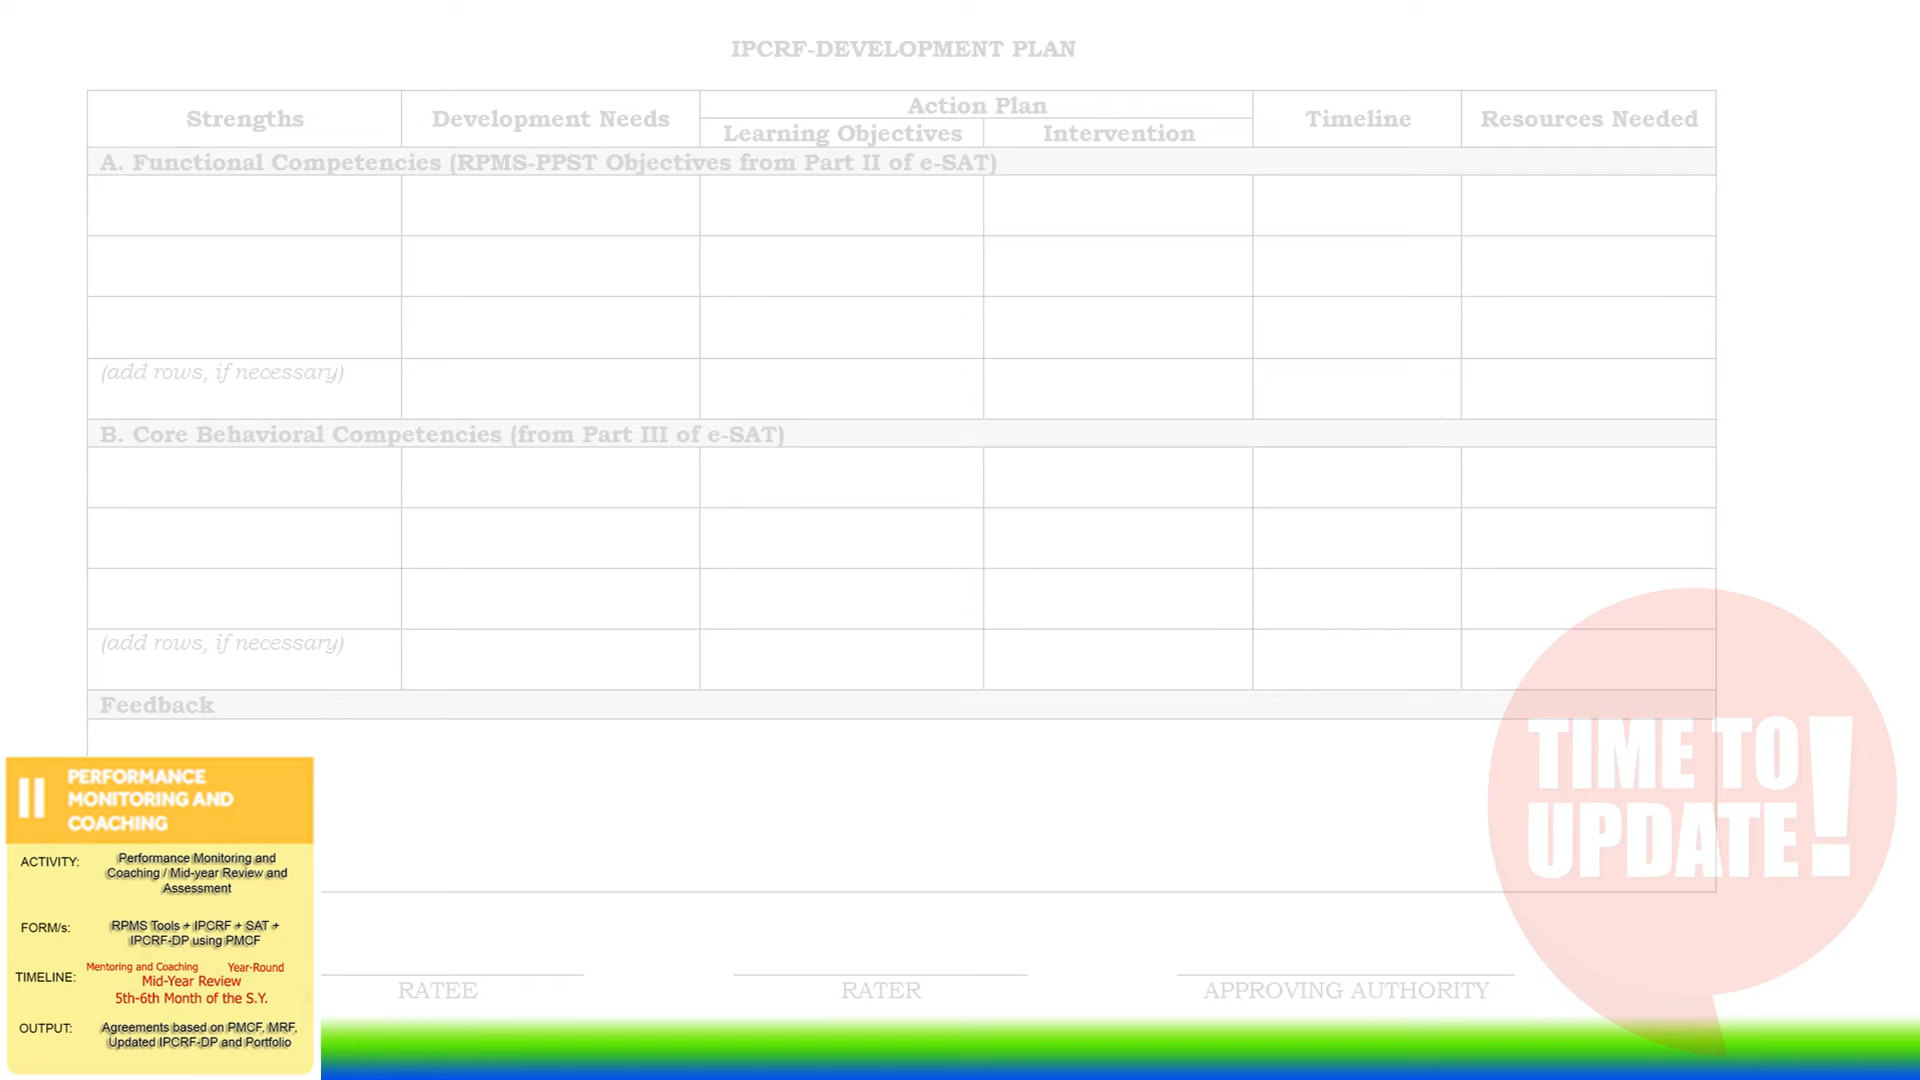 IPCRF-DEVELOPMENT PLAN
Strengths
Development Needs
Action Plan
Learning Objectives
Intervention
Timeline
Resources Needed
A. Functional Competencies (RPMS-PPST Objectives from Part II of e-SAT)
(add rows, if necessary)
B. Core Behavioral Competencies (from Part III of e-SAT)
(add rows, if necessary)
Feedback
TIME TO
UPDATE!
II
PERFORMANCE
MONITORING AND
COACHING
ACTIVITY:
Performance Monitoring and
Coaching / Mid-year Review and
Assessment
FORM/s:
RPMS Tools + IPCRF + SAT +
IPCRF-DP using PMCF
TIMELINE:
Mentoring and Coaching Year-Round
Mid-Year Review
5th-6th Month of the S.Y.
OUTPUT:
Agreements based on PMCF, MRF,
Updated IPCRF-DP and Portfolio
RATEE
RATER
APPROVING AUTHORITY